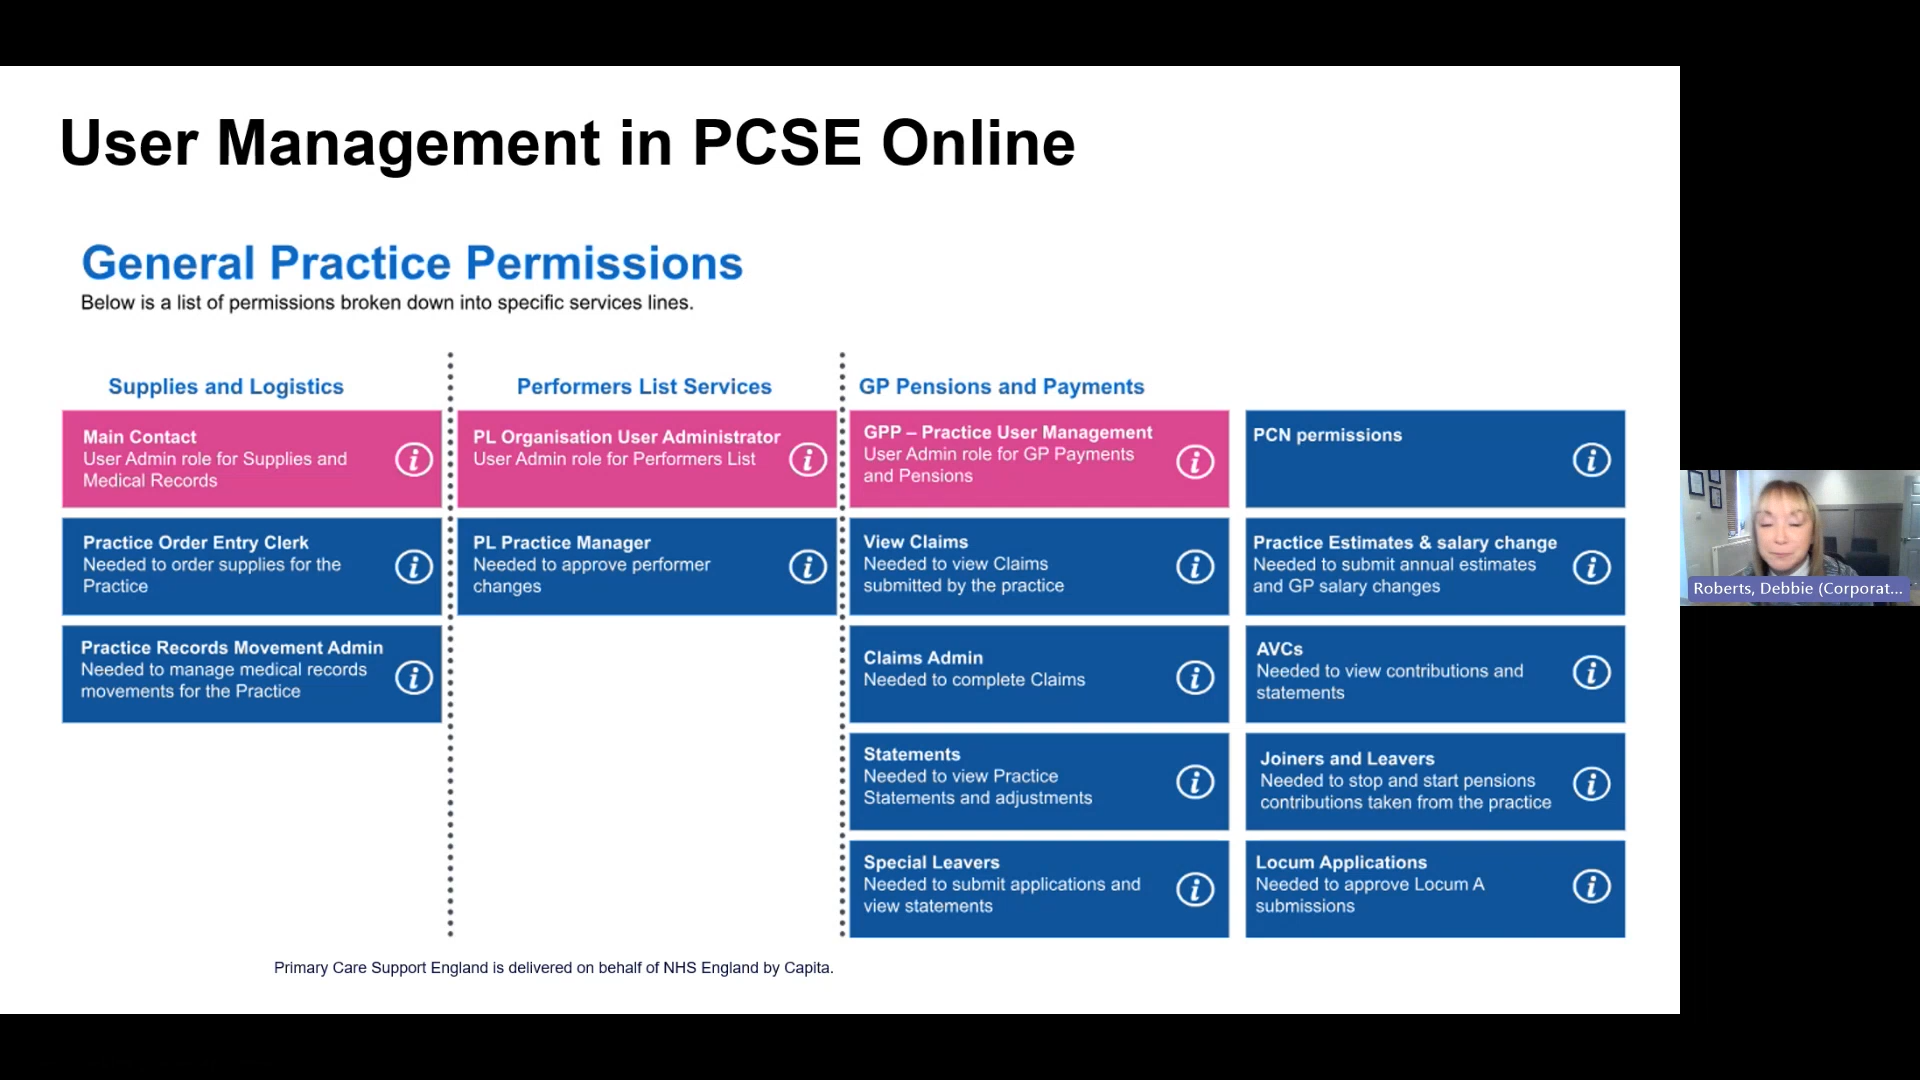 User Management in PCSE Online
General Practice Permissions
Below is a list of permissions broken down into specific services lines.
Supplies and Logistics
Main Contact
User Admin role for Supplies and
Medical Records
Practice Order Entry Clerk
Needed to order supplies for the
Practice
Practice Records Movement Admin
Needed to manage medical records
movements for the Practice
Performers List Services
PL Organisation User Administrator
User Admin role for Performers List
PL Practice Manager
Needed to approve performer
changes
GP Pensions and Payments
GPP – Practice User Management
User Admin role for GP Payments
and Pensions
View Claims
Needed to view Claims
submitted by the practice
Claims Admin
Needed to complete Claims
Statements
Needed to view Practice
Statements and adjustments
Special Leavers
Needed to submit applications and
view statements
PCN permissions
Practice Estimates & salary change
Needed to submit annual estimates
and GP salary changes
AVCs
Needed to view contributions and
statements
Joiners and Leavers
Needed to stop and start pensions
contributions taken from the practice
Locum Applications
Needed to approve Locum A
submissions
Primary Care Support England is delivered on behalf of NHS England by Capita.
Roberts, Debbie (Corporat...